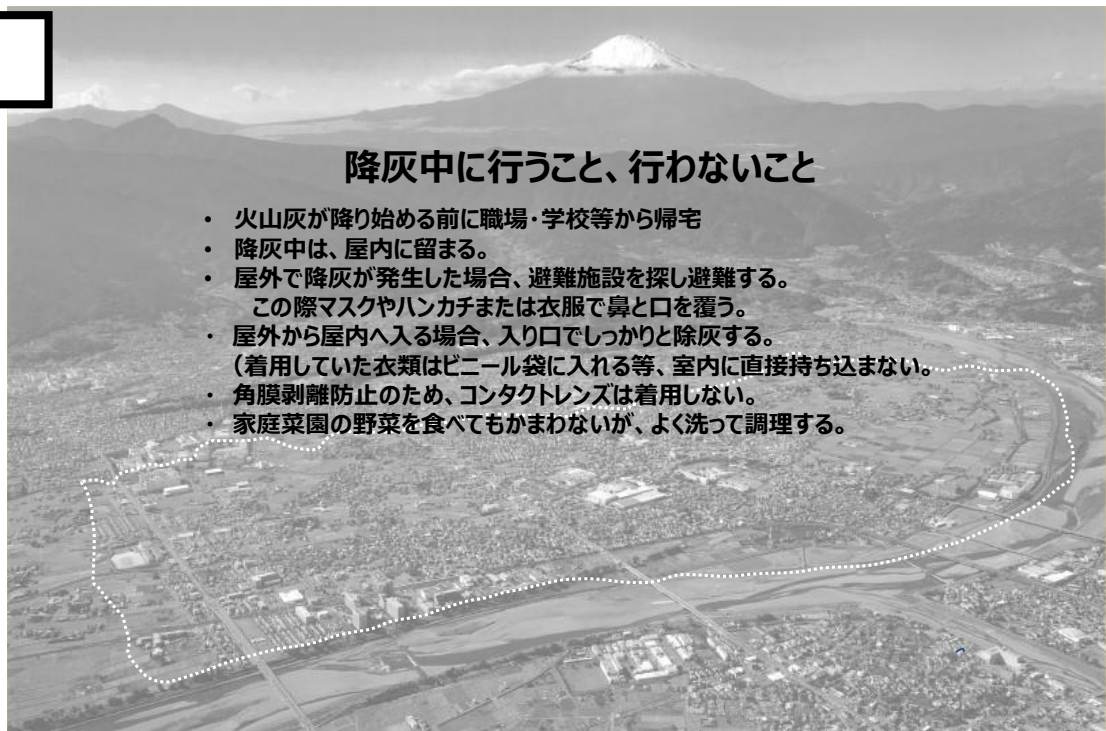 降灰中に行うこと、行わないこと
・ 火山灰が降り始める前に職場・学校等から帰宅
・ 降灰中は、屋内に留まる。
・ 屋外で降灰が発生した場合、避難施設を探し避難する。
この際マスクやハンカチまたは衣服で鼻と口を覆う。
・ 屋外から屋内へ入る場合、入り口でしっかりと除灰する。
（着用していた衣類はビニール袋に入れる等、室内に直接持ち込まない。
・ 角膜剥離防止のため、コンタクトレンズは着用しない。
・ 家庭菜園の野菜を食べてもかまわないが、よく洗って調理する。